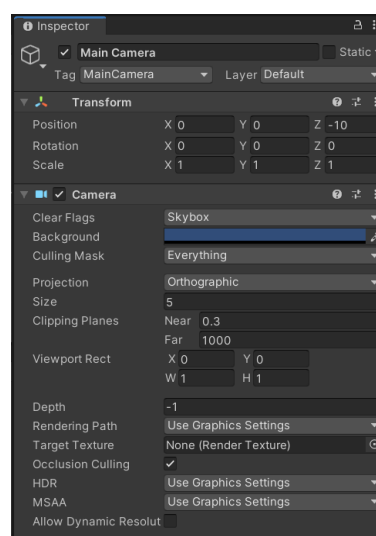 Inspector
Main Camera Static
Tag MainCamera Layer Default
Transform
Position X 0 Y 0 Z -10
Rotation X 0 Y 0 Z 0
Scale X 1 Y 1 Z 1
Camera
Clear Flags Skybox
Background
Culling Mask Everything
Projection Orthographic
Size 5
Clipping Planes Near 0.3
Far 1000
Viewport Rect X 0 Y 0
W 1 H 1
Depth -1
Rendering Path Use Graphics Settings
Target Texture None (Render Texture)
Occlusion Culling
HDR Use Graphics Settings
MSAA Use Graphics Settings
Allow Dynamic Resolut